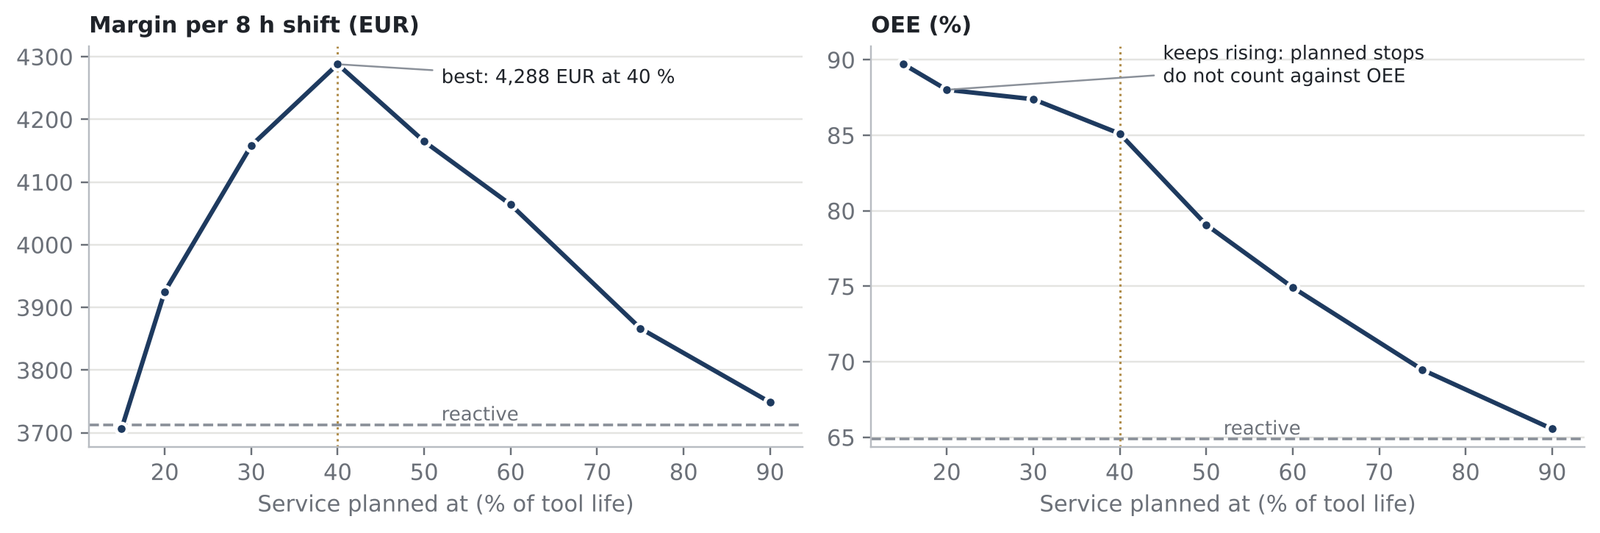 Margin per 8 h shift (EUR)
4300
4200
4100
4000
3900
3800
3700
best: 4,288 EUR at 40 %
reactive
20 30 40 50 60 70 80 90
Service planned at (% of tool life)
OEE (%)
90
85
80
75
70
65
keeps rising: planned stops
do not count against OEE
reactive
20 30 40 50 60 70 80 90
Service planned at (% of tool life)